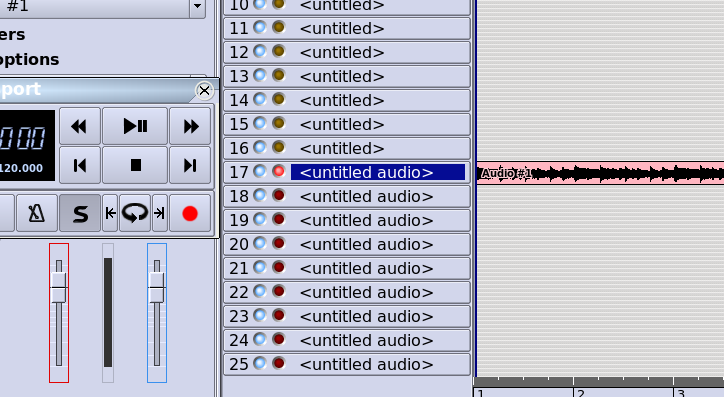 #1
ers
options
port
000
120.000
S
10 <untitled>
11 <untitled>
12 <untitled>
13 <untitled>
14 <untitled>
15 <untitled>
16 <untitled>
17 <untitled audio>
18 <untitled audio>
19 <untitled audio>
20 <untitled audio>
21 <untitled audio>
22 <untitled audio>
23 <untitled audio>
24 <untitled audio>
25 <untitled audio>
Audio #1
1 2 3